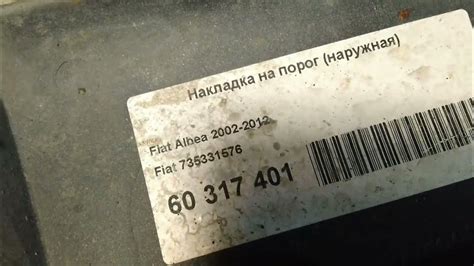 Накладка на порог (наружная)
Fiat Albea 2002-2012
Fiat 735331576
60 317 401